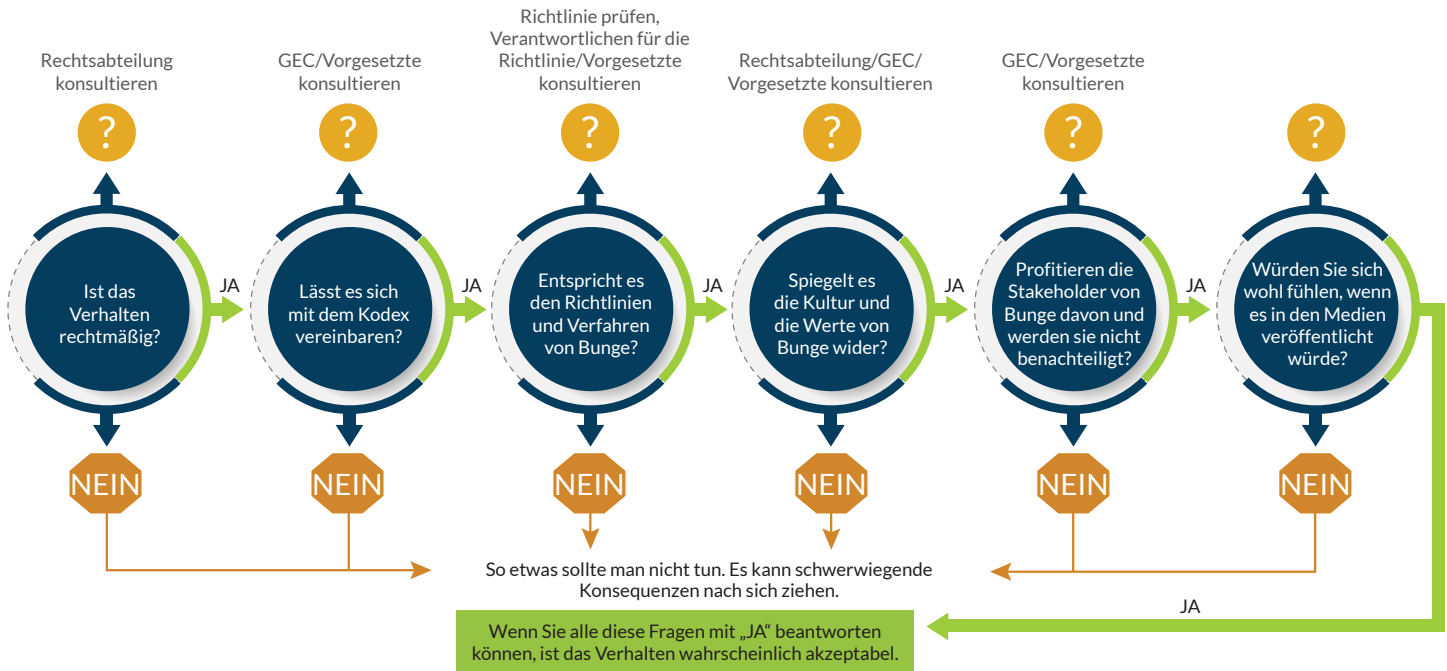 Rechtsabteilung
konsultieren
GEC/Vorgesetzte
konsultieren
Richtlinie prüfen,
Verantwortlichen für die
Richtlinie/Vorgesetzte
konsultieren
Rechtsabteilung/GEC/
Vorgesetzte konsultieren
GEC/Vorgesetzte
konsultieren
?
?
?
?
?
?
Ist das
Verhalten
rechtmäßig?
JA
Lässt es sich
mit dem Kodex
vereinbaren?
JA
Entspricht es
den Richtlinien
und Verfahren
von Bunge?
JA
Spiegelt es
die Kultur und
die Werte von
Bunge wider?
JA
Profitieren die
Stakeholder von
Bunge davon und
werden sie nicht
benachteiligt?
JA
Würden Sie sich
wohl fühlen, wenn
es in den Medien
veröffentlicht
würde?
NEIN
NEIN
NEIN
NEIN
NEIN
NEIN
So etwas sollte man nicht tun. Es kann schwerwiegende
Konsequenzen nach sich ziehen.
JA
Wenn Sie alle diese Fragen mit „JA“ beantworten
können, ist das Verhalten wahrscheinlich akzeptabel.